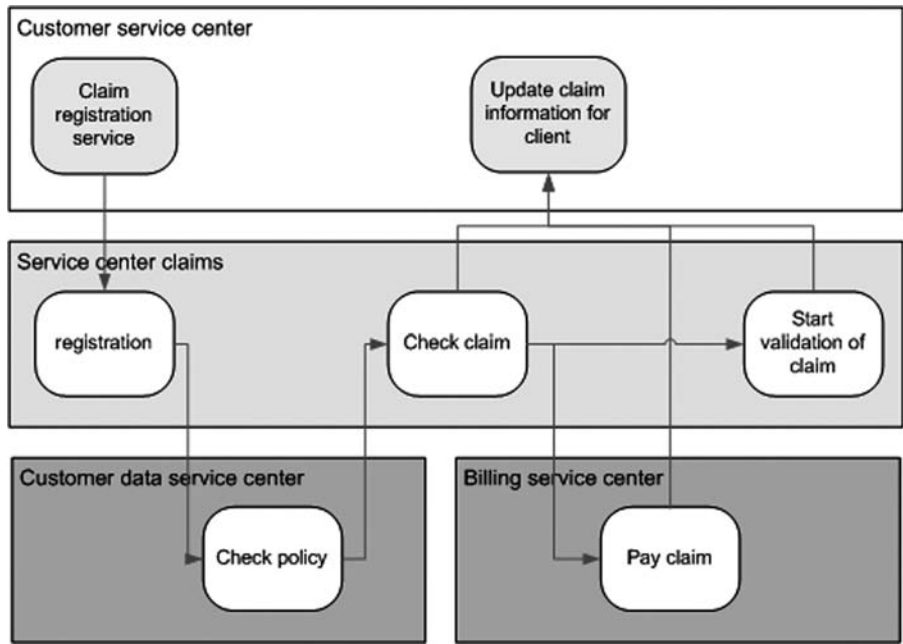 Customer service center
Claim
registration
service
Update claim
information for
client
Service center claims
registration
Check claim
Start
validation of
claim
Customer data service center
Check policy
Billing service center
Pay claim